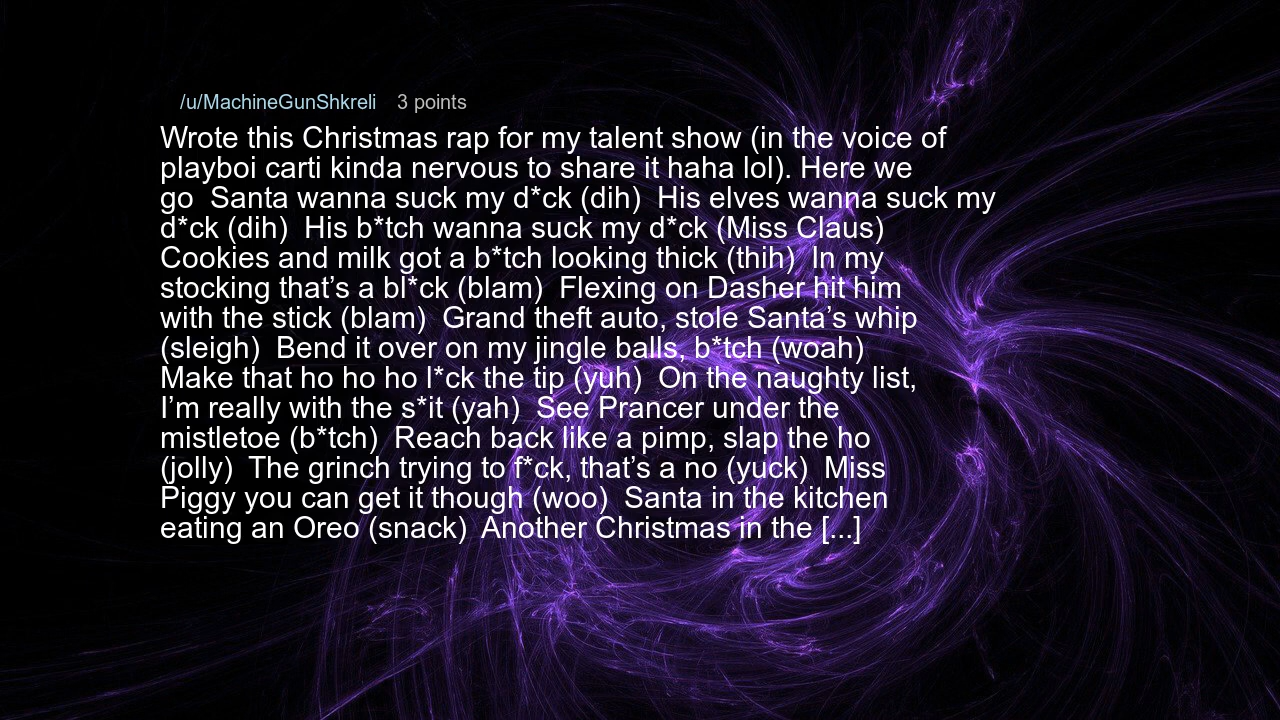 /u/MachineGunShkreli 3 points
Wrote this Christmas rap for my talent show (in the voice of
playboi carti kinda nervous to share it haha lol). Here we
go  Santa wanna suck my d*ck (dih)  His elves wanna suck my
d*ck (dih)  His b*tch wanna suck my d*ck (Miss Claus)
Cookies and milk got a b*tch looking thick (thih)  In my
stocking that’s a bl*ck (blam)  Flexing on Dasher hit him
with the stick (blam)  Grand theft auto, stole Santa’s whip
(sleigh)  Bend it over on my jingle balls, b*tch (woah)
Make that ho ho ho l*ck the tip (yuh)  On the naughty list,
I’m really with the s*it (yah)  See Prancer under the
mistletoe (b*tch)  Reach back like a pimp, slap the ho
(jolly)  The grinch trying to f*ck, that’s a no (yuck)  Miss
Piggy you can get it though (woo)  Santa in the kitchen
eating an Oreo (snack)  Another Christmas in the [...]